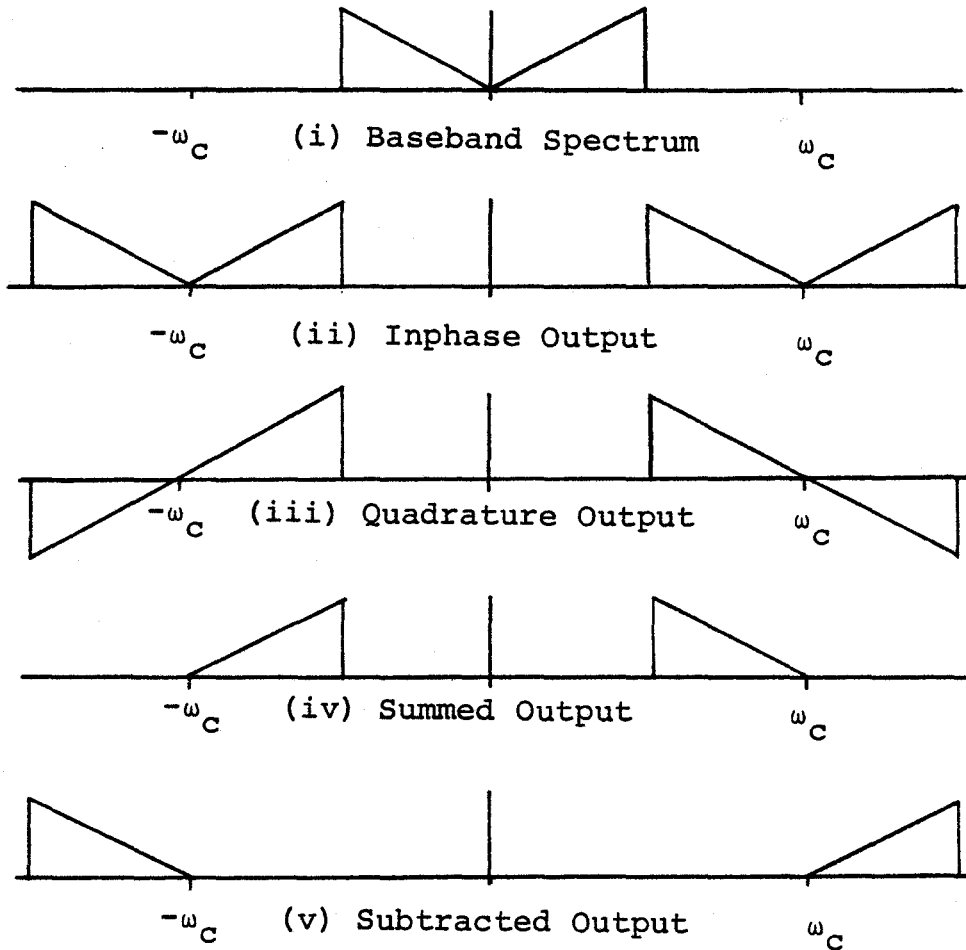 -ωc (i) Baseband Spectrum ωc
-ωc (ii) Inphase Output ωc
-ωc (iii) Quadrature Output ωc
-ωc (iv) Summed Output ωc
-ωc (v) Subtracted Output ωc